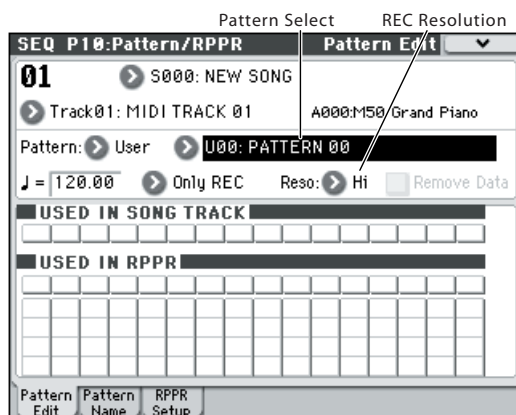 Pattern Select REC Resolution
SEQ P10:Pattern/RPPR Pattern Edit
01 S000: NEW SONG
Track01: MIDI TRACK 01 A000:M50 Grand Piano
Pattern: User U00: PATTERN 00
♩ = 120.00 Only REC Reso: Hi Remove Data
USED IN SONG TRACK
USED IN RPPR
Pattern Edit Pattern Name RPPR Setup